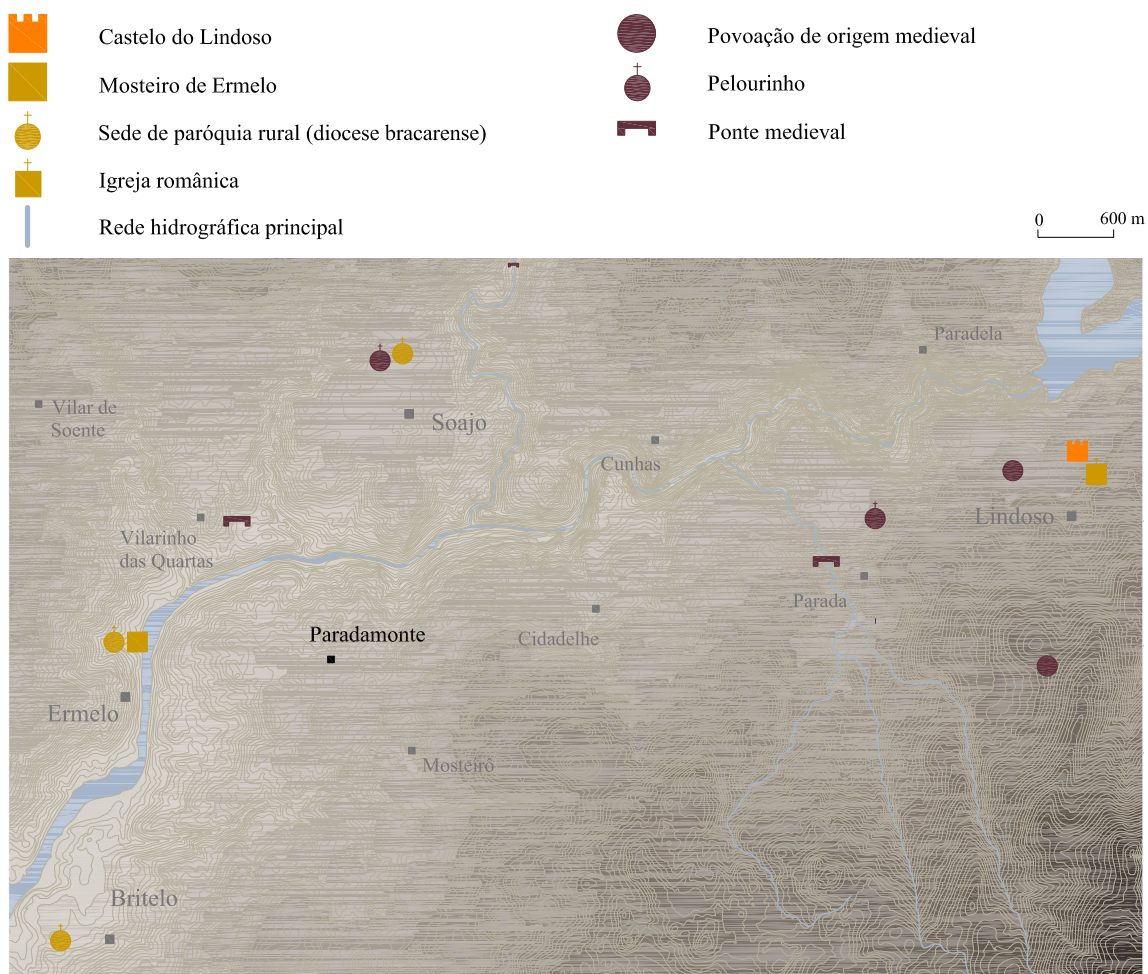 Castelo do Lindoso
Mosteiro de Ermelo
Sede de paróquia rural (diocese bracarense)
Igreja românica
Rede hidrográfica principal
Povoação de origem medieval
Pelourinho
Ponte medieval
0 600 m
Paradela
Vilar de
Soente
Soajo
Cunhas
Lindoso
Vilarinho
das Quartas
Parada
Paradamonte
Cidadelhe
Ermelo
Mosteirô
Britelo